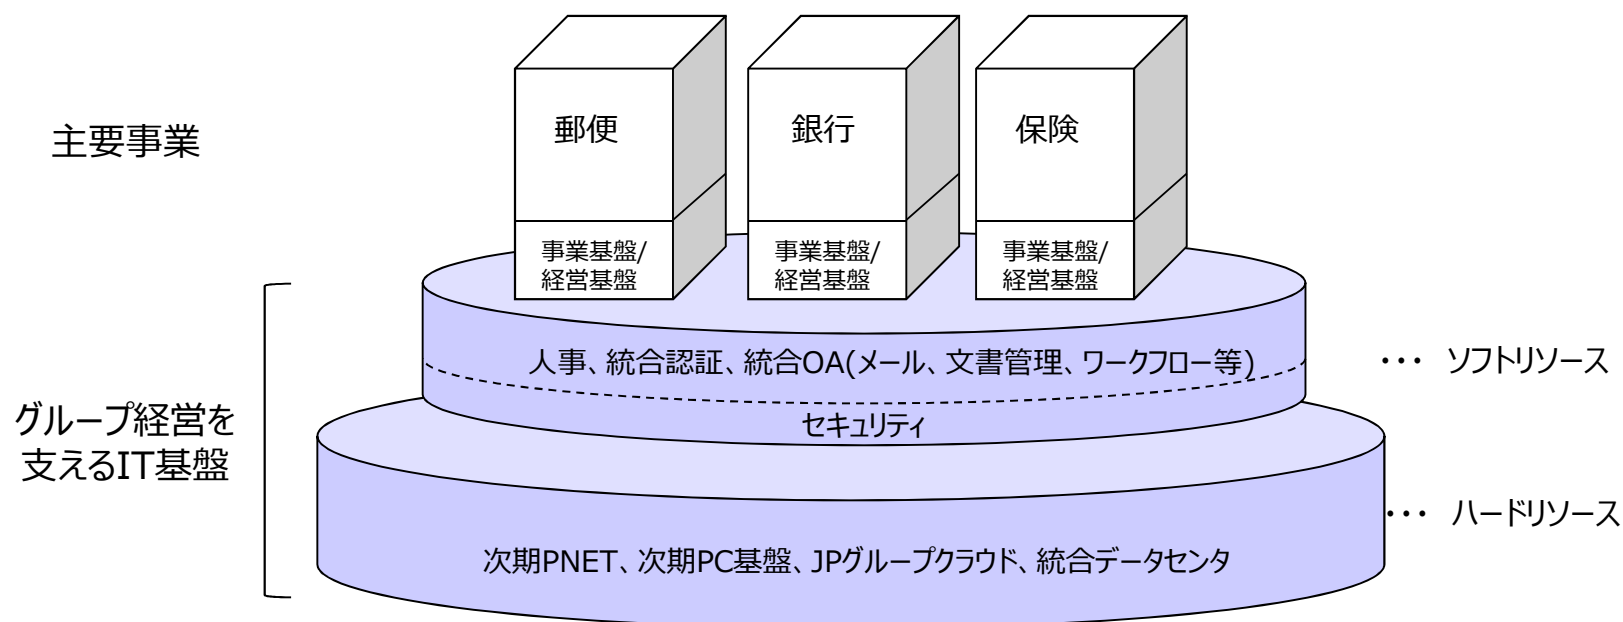 主要事業
郵便
銀行
保険
事業基盤/
経営基盤
事業基盤/
経営基盤
事業基盤/
経営基盤
グループ経営を
支えるIT基盤
人事、統合認証、統合OA(メール、文書管理、ワークフロー等)
セキュリティ
・・・ ソフトリソース
次期PNET、次期PC基盤、JPグループクラウド、統合データセンタ
・・・ ハードリソース